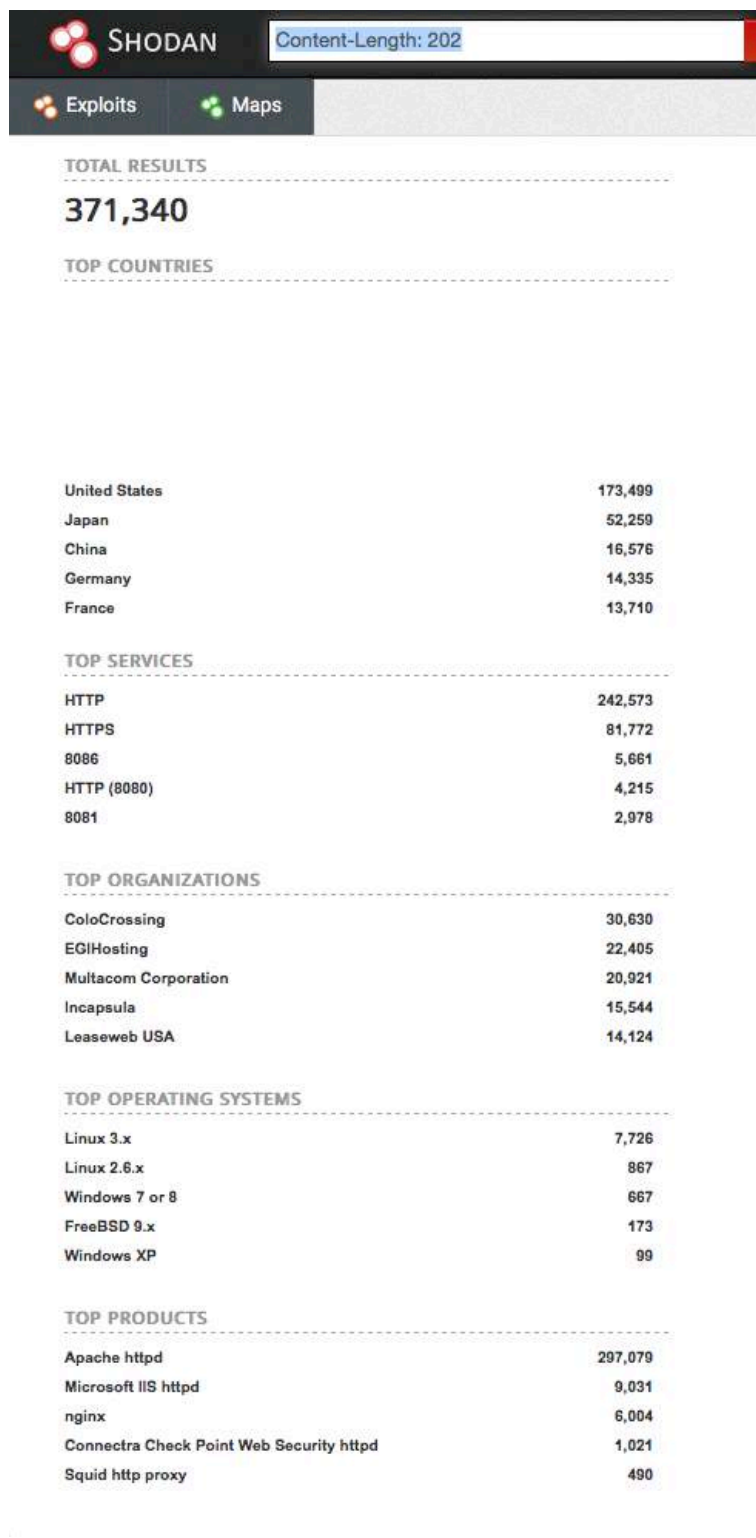 SHODAN Content-Length: 202
Exploits Maps
TOTAL RESULTS
371,340
TOP COUNTRIES
United States 173,499
Japan 52,259
China 16,576
Germany 14,335
France 13,710
TOP SERVICES
HTTP 242,573
HTTPS 81,772
8086 5,661
HTTP (8080) 4,215
8081 2,978
TOP ORGANIZATIONS
ColoCrossing 30,630
EGIHosting 22,405
Multacom Corporation 20,921
Incapsula 15,544
Leaseweb USA 14,124
TOP OPERATING SYSTEMS
Linux 3.x 7,726
Linux 2.6.x 867
Windows 7 or 8 667
FreeBSD 9.x 173
Windows XP 99
TOP PRODUCTS
Apache httpd 297,079
Microsoft IIS httpd 9,031
nginx 6,004
Connectra Check Point Web Security httpd 1,021
Squid http proxy 490